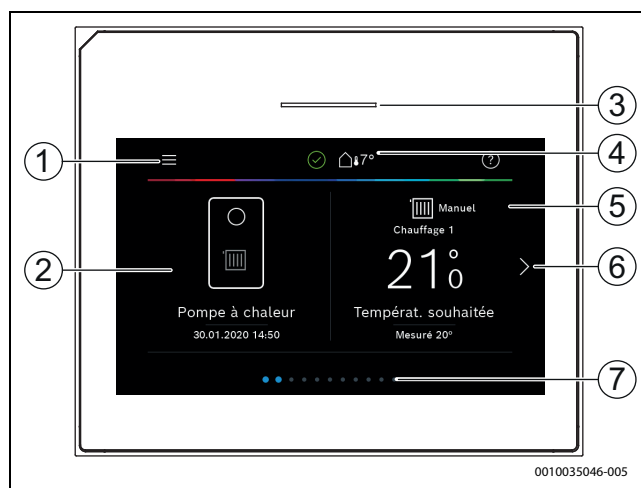 1
2
3
4
5
6
7
7°
?
Manuel
Chauffage 1
21°0
Pompe à chaleur
30.01.2020 14:50
Températ. souhaitée
Mesuré 20°
0010035046-005